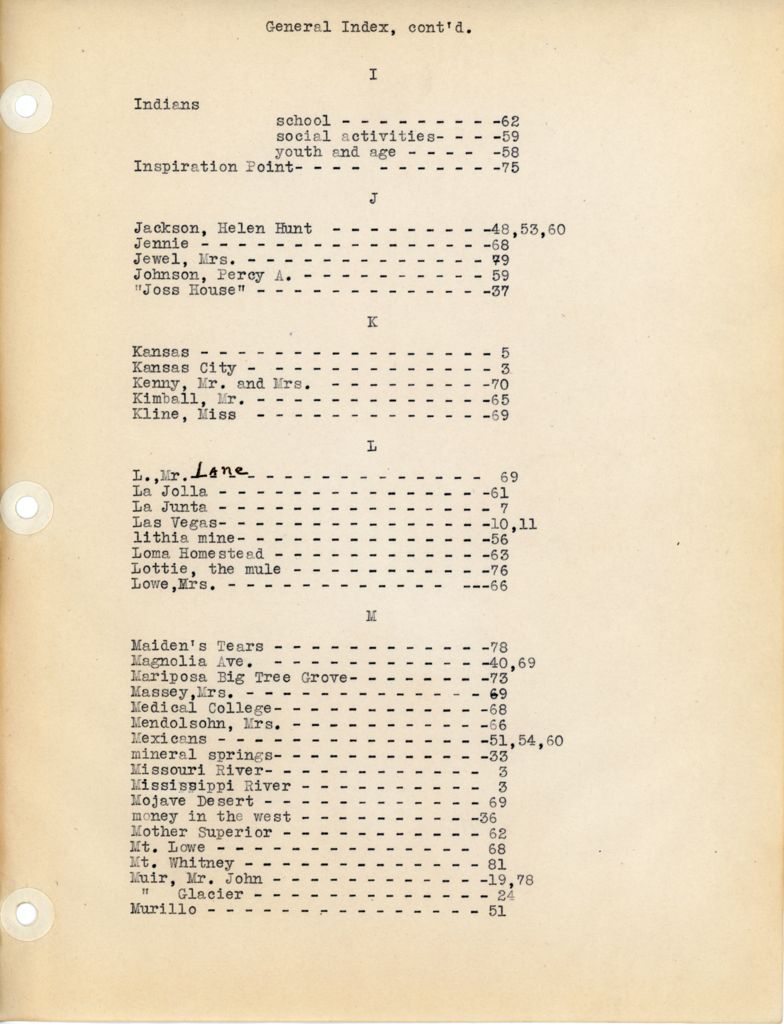 General Index, cont'd.
I
Indians
school - - - - - - - - -62
social activities- - - -59
youth and age - - - -  -58
Inspiration Point- - - -  - - - - - - -75
J
Jackson, Helen Hunt  - - - - - - - - -48,53,60
Jennie - - - - - - - - - - - - - - - -68
Jewel, Mrs. - - - - - - - - - - - - - 79
Johnson, Percy A. - - - - - - - - - - 59
"Joss House" - - - - - - - - - - - - -37
K
Kansas - - - - - - - - - - - - - - - - 5
Kansas City -  - - - - - - - - - - - - 3
Kenny, Mr. and Mrs.  - - - - - - - - -70
Kimball, Mr. - - - - - - - - - - - - -65
Kline, Miss  - - - - - - - - - - - - -69
L
L.,Mr. Lane - - - - - - - - - - - - -  69
La Jolla - - - - - - - - - - - - - - -61
La Junta - - - - - - - - - - - - - - - 7
Las Vegas- - - - - - - - - - - - - - -10,11
lithia mine- - - - - - - - - - - - - -56
Loma Homestead - - - - - - - - - - - -63
Lottie, the mule - - - - - - - - - - -76
Lowe,Mrs. - - - - - - - - - - - -  ---66
M
Maiden's Tears - - - - - - - - - - - -78
Magnolia Ave.  - - - - - - - - - - - -40,69
Mariposa Big Tree Grove- - - - - - - -73
Massey,Mrs. - - - - - - - - - - - - - 69
Medical College- - - - - - - - - - - -68
Mendolsohn, Mrs. - - - - - - - - - - -66
Mexicans - - - - - - - - - - - - - - -51,54,60
mineral springs- - - - - - - - - - - -33
Missouri River- - - - - - - - - - - -  3
Mississippi River - - - - - - - - - -  3
Mojave Desert - - - - - - - - - - - - 69
money in the west - - - - - - - - - -36
Mother Superior - - - - - - - - - - - 62
Mt. Lowe - - - - - - - - - - - - - -  68
Mt. Whitney - - - - - - - - - - - - - 81
Muir, Mr. John - - - - - - - - - - - -19,78
"   Glacier - - - - - - - - - - - - - 24
Murillo - - - - - - - - - - - - - - - 51